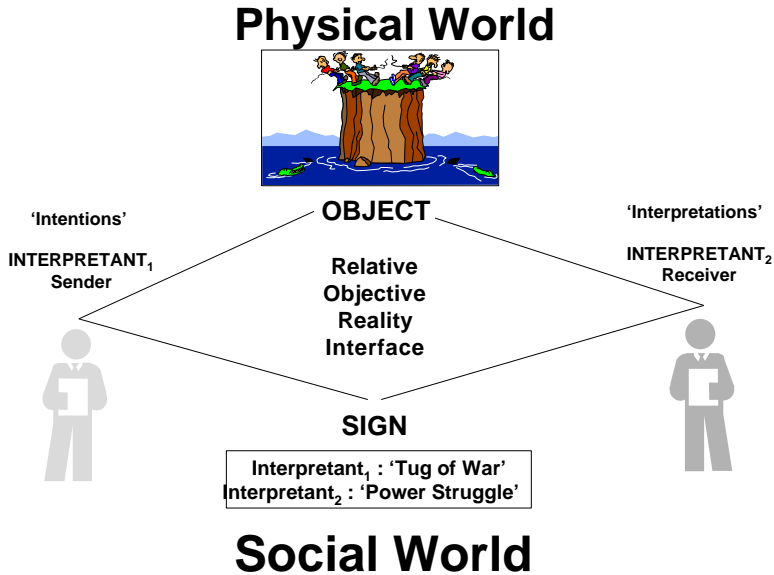 Physical World
OBJECT
‘Intentions’
INTERPRETANT₁
Sender
‘Interpretations’
INTERPRETANT₂
Receiver
Relative
Objective
Reality
Interface
SIGN
Interpretant₁ : ‘Tug of War’
Interpretant₂ : ‘Power Struggle’
Social World